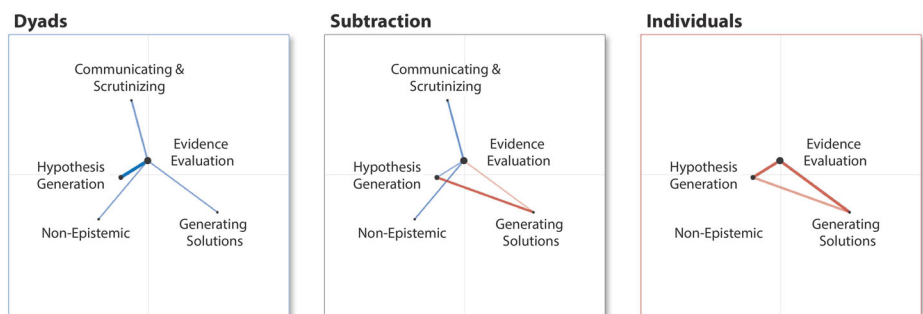 Dyads
Communicating &
Scrutinizing
Evidence
Evaluation
Hypothesis
Generation
Non-Epistemic
Generating
Solutions
Subtraction
Communicating &
Scrutinizing
Evidence
Evaluation
Hypothesis
Generation
Non-Epistemic
Generating
Solutions
Individuals
Evidence
Evaluation
Hypothesis
Generation
Non-Epistemic
Generating
Solutions